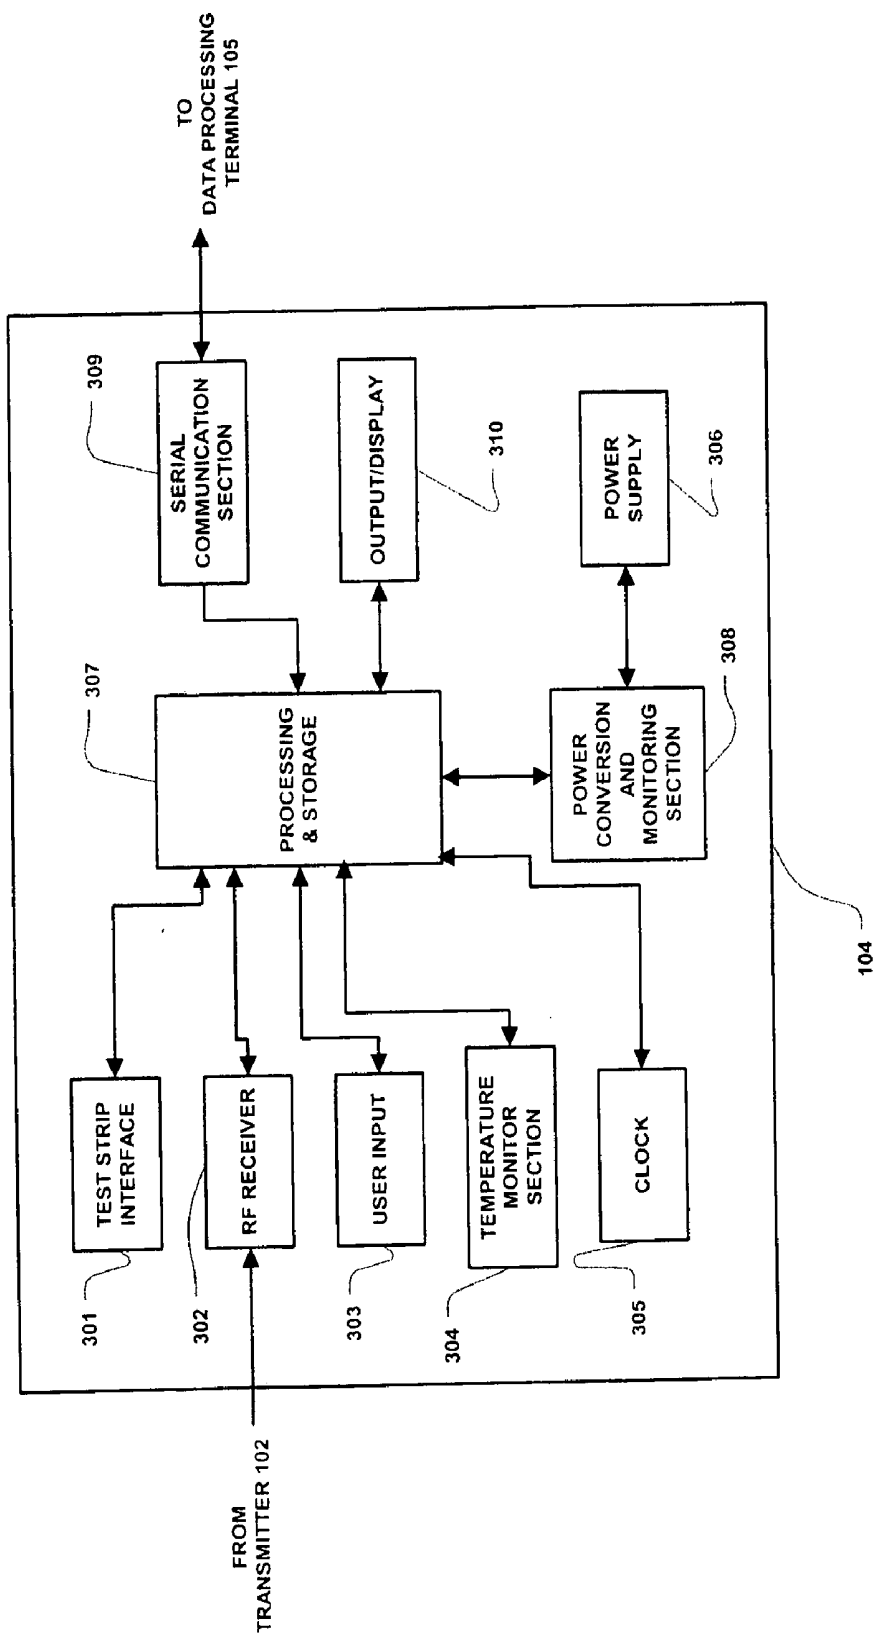 TO
DATA PROCESSING
TERMINAL 105
309
SERIAL
COMMUNICATION
SECTION
OUTPUT/DISPLAY
310
POWER
SUPPLY
306
307
PROCESSING
& STORAGE
POWER
CONVERSION
AND
MONITORING
SECTION
308
104
TEST STRIP
INTERFACE
301
RF RECEIVER
302
USER INPUT
303
TEMPERATURE
MONITOR
SECTION
304
CLOCK
305
FROM
TRANSMITTER 102